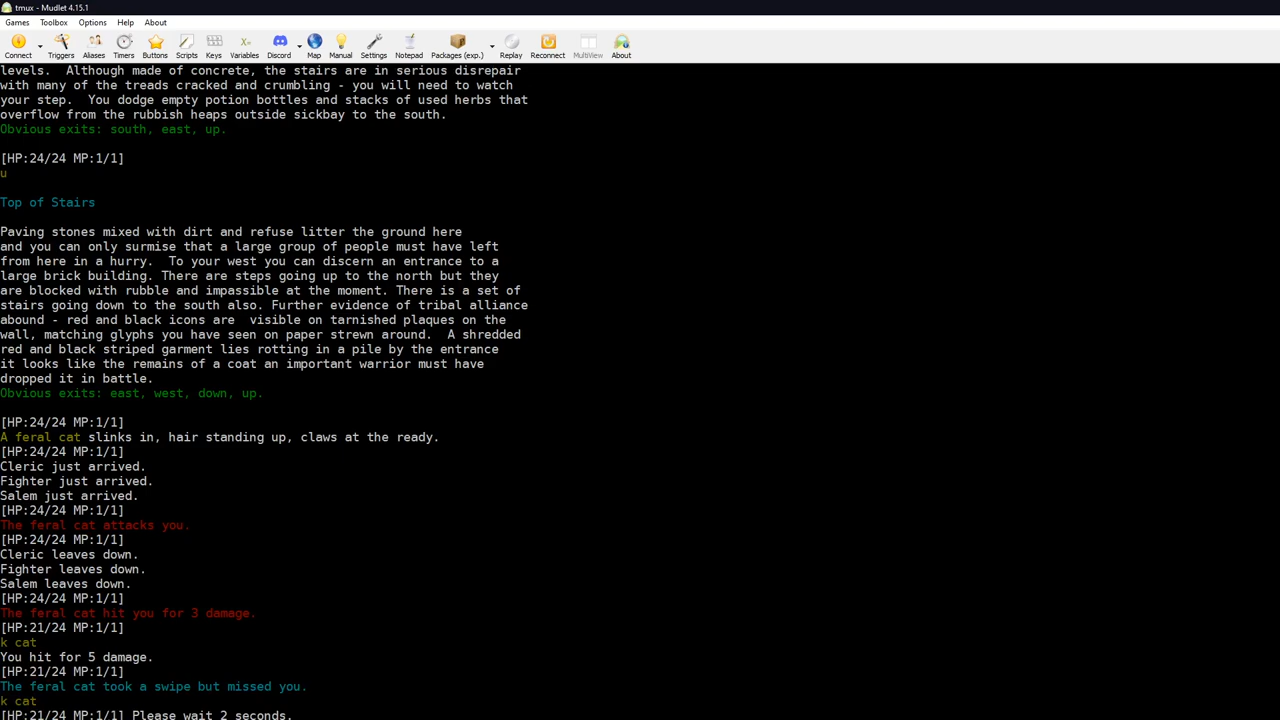 tmux - Mudlet 4.15.1
Games Toolbox Options Help About
Connect Triggers Aliases Timers Buttons Scripts Keys Variables Discord Map Manual Settings Notepad Packages (exp.) Replay Reconnect MultiView About
levels.  Although made of concrete, the stairs are in serious disrepair
with many of the treads cracked and crumbling - you will need to watch
your step.  You dodge empty potion bottles and stacks of used herbs that
overflow from the rubbish heaps outside sickbay to the south.
Obvious exits: south, east, up.
[HP:24/24 MP:1/1]
u
Top of Stairs
Paving stones mixed with dirt and refuse litter the ground here
and you can only surmise that a large group of people must have left
from here in a hurry.  To your west you can discern an entrance to a
large brick building. There are steps going up to the north but they
are blocked with rubble and impassible at the moment. There is a set of
stairs going down to the south also. Further evidence of tribal alliance
abound - red and black icons are  visible on tarnished plaques on the
wall, matching glyphs you have seen on paper strewn around.  A shredded
red and black striped garment lies rotting in a pile by the entrance
it looks like the remains of a coat an important warrior must have
dropped it in battle.
Obvious exits: east, west, down, up.
[HP:24/24 MP:1/1]
A feral cat slinks in, hair standing up, claws at the ready.
[HP:24/24 MP:1/1]
Cleric just arrived.
Fighter just arrived.
Salem just arrived.
[HP:24/24 MP:1/1]
The feral cat attacks you.
[HP:24/24 MP:1/1]
Cleric leaves down.
Fighter leaves down.
Salem leaves down.
[HP:24/24 MP:1/1]
The feral cat hit you for 3 damage.
[HP:21/24 MP:1/1]
k cat
You hit for 5 damage.
[HP:21/24 MP:1/1]
The feral cat took a swipe but missed you.
k cat
[HP:21/24 MP:1/1] Please wait 2 seconds.